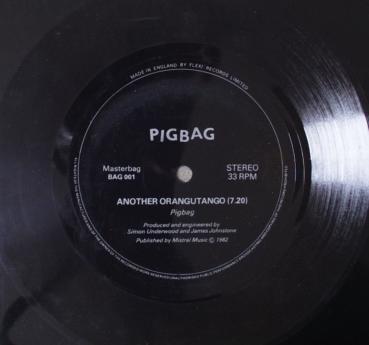 MADE IN ENGLAND BY FLEXI RECORDS LIMITED
PIGBAG
Masterbag
BAG 001
STEREO
33 RPM
ANOTHER ORANGUTANGO (7.20)
Pigbag
Produced and engineered by
Simon Underwood and James Johnstone
Published by Mistral Music © 1982